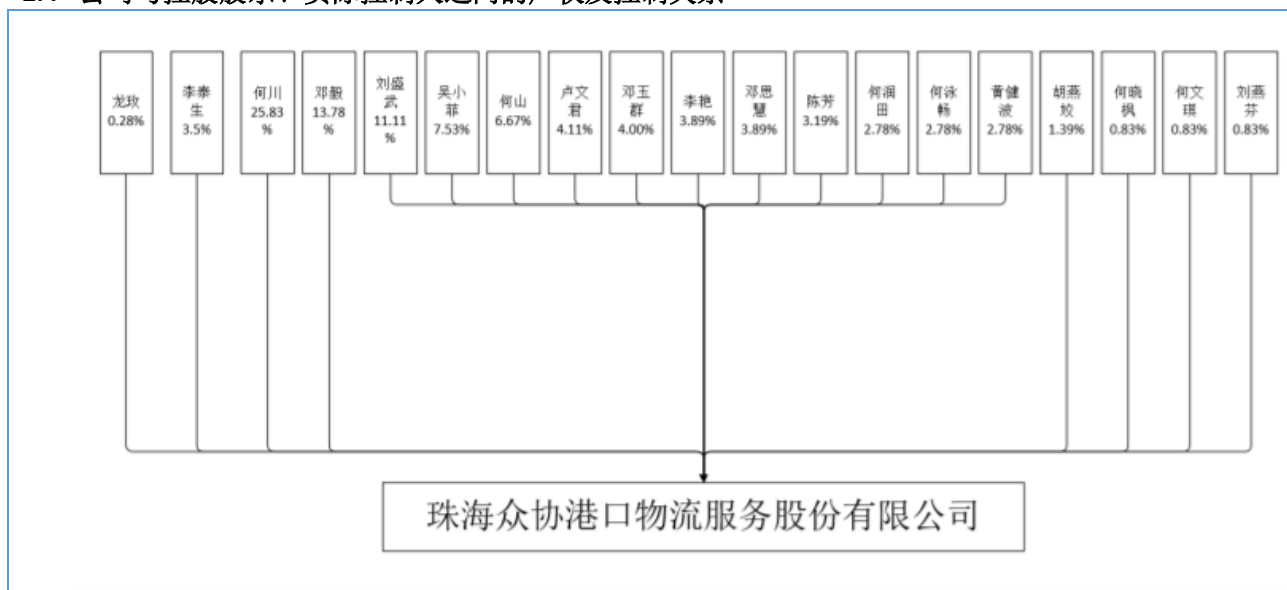 龙玫
0.28%
李泰
生
3.5%
何川
25.83
%
邓毅
13.78
%
刘盛
武
11.11
%
吴小
菲
7.53%
何山
6.67%
卢文
君
4.11%
邓玉
群
4.00%
李艳
3.89%
邓思
慧
3.89%
陈芳
3.19%
何润
田
2.78%
何泳
畅
2.78%
黄健
波
2.78%
胡燕
姣
1.39%
何晓
枫
0.83%
何文
琪
0.83%
刘燕
芬
0.83%
珠海众协港口物流服务股份有限公司